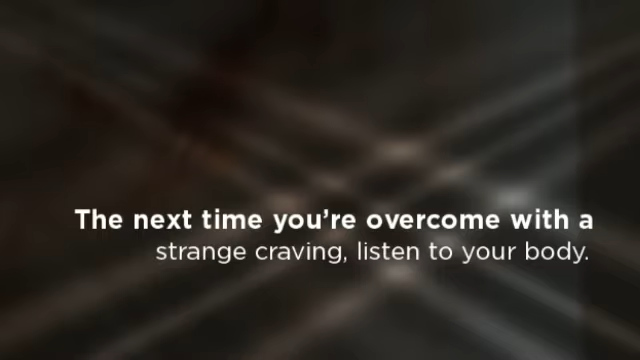 The next time you’re overcome with a
strange craving, listen to your body.